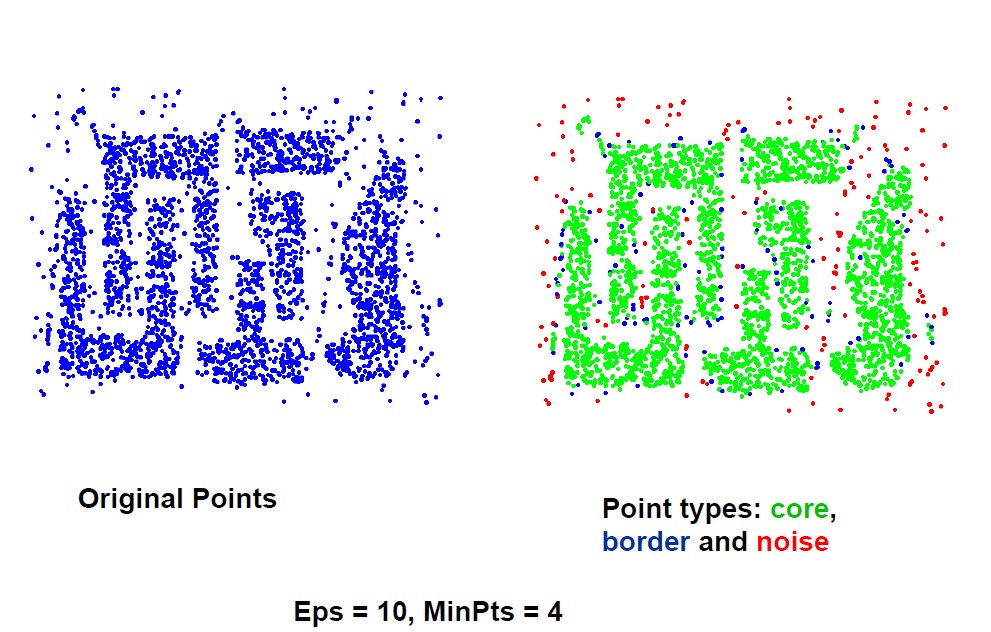 Original Points
Point types: core,
border and noise
Eps = 10, MinPts = 4